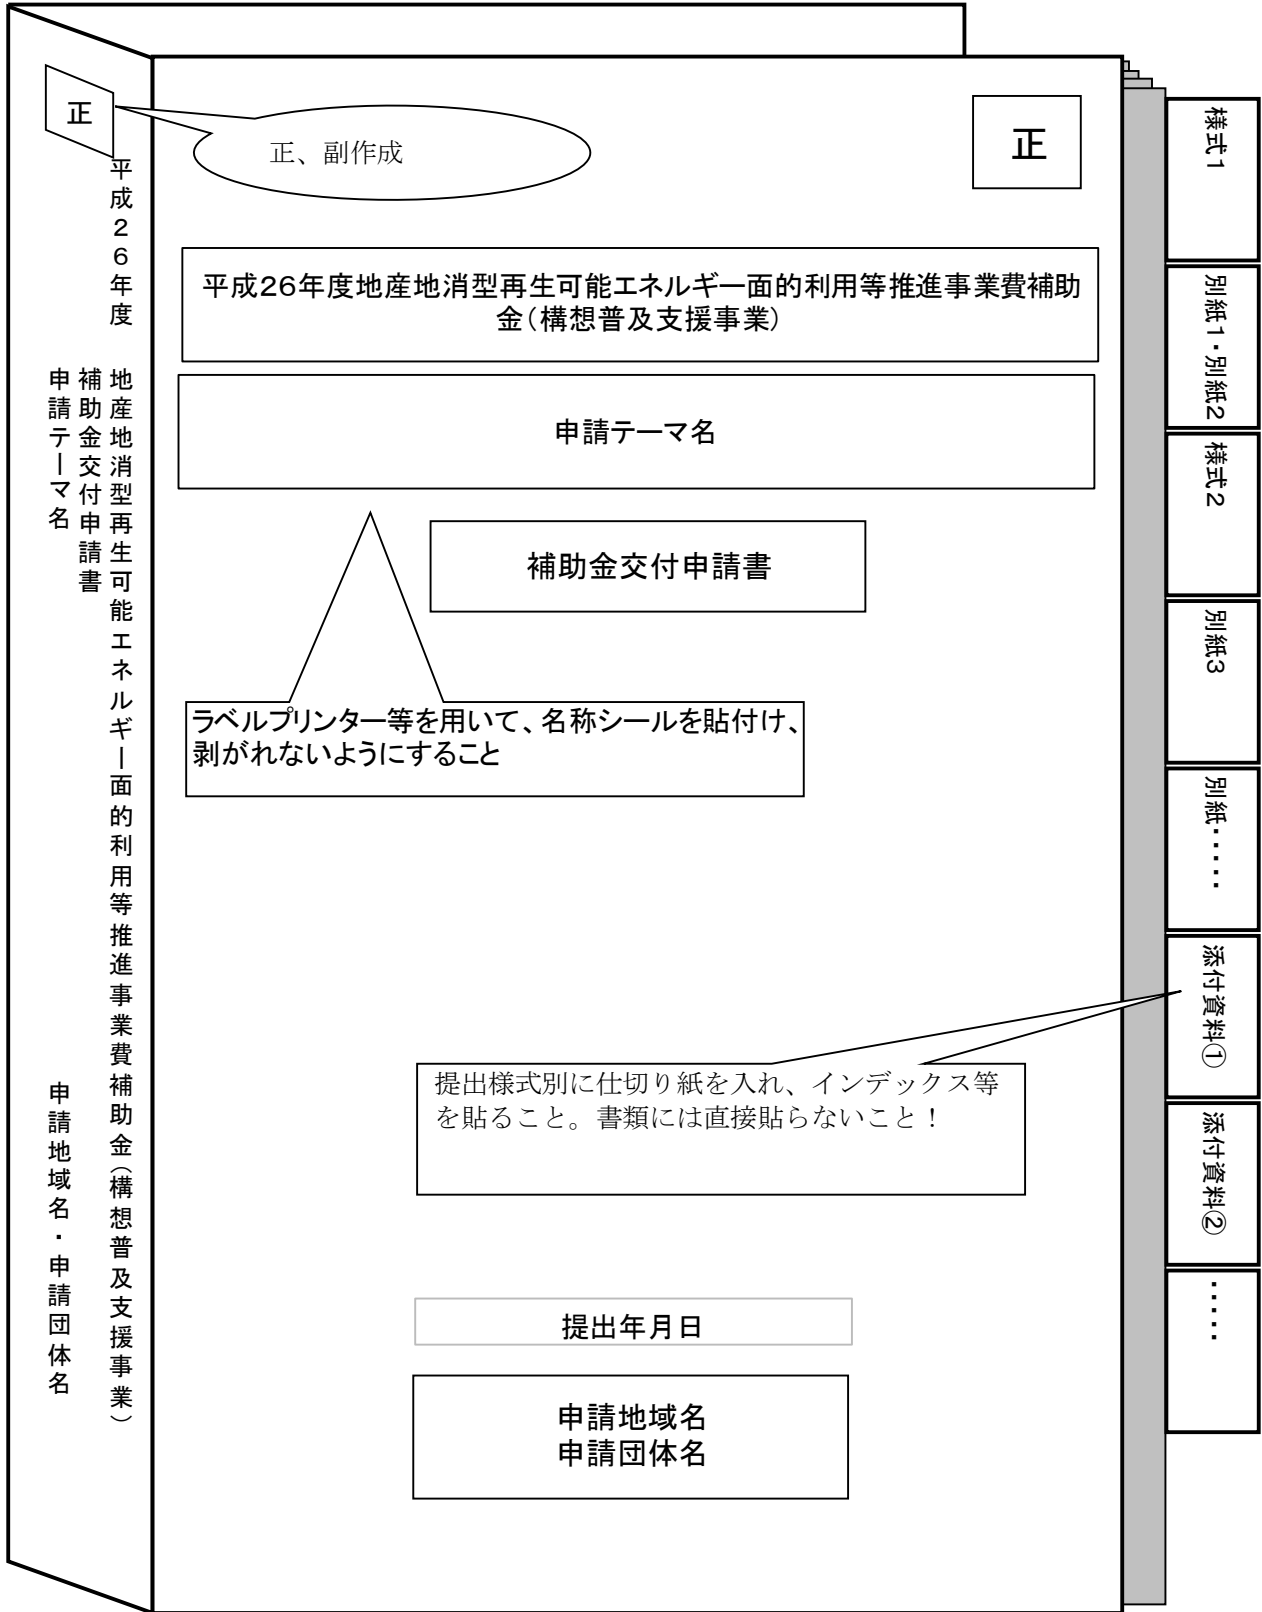 正
平成26年度
地産地消型再生可能エネルギー面的利用等推進事業費補助金(構想普及支援事業)
補助金交付申請書
申請テーマ名
申請地域名・申請団体名
正、副作成
正
平成26年度地産地消型再生可能エネルギー面的利用等推進事業費補助
金(構想普及支援事業)
申請テーマ名
補助金交付申請書
ラベルプリンター等を用いて、名称シールを貼付け、
剥がれないようにすること
提出様式別に仕切り紙を入れ、インデックス等
を貼ること。書類には直接貼らないこと！
提出年月日
申請地域名
申請団体名
様式1
別紙1・別紙2
様式2
別紙3
別紙・・・・・
添付資料①
添付資料②
・・・・・